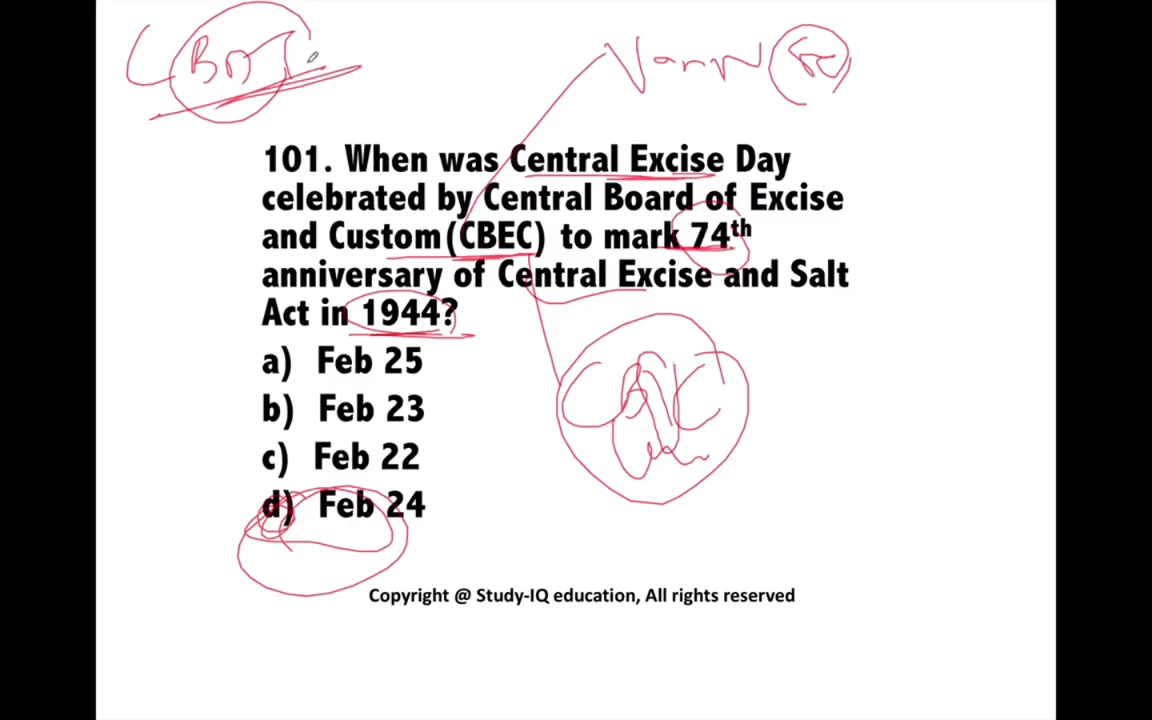 CBDT
101. When was Central Excise Day
celebrated by Central Board of Excise
and Custom(CBEC) to mark 74th
anniversary of Central Excise and Salt
Act in 1944?
a) Feb 25
b) Feb 23
c) Feb 22
d) Feb 24
Copyright @ Study-IQ education, All rights reserved